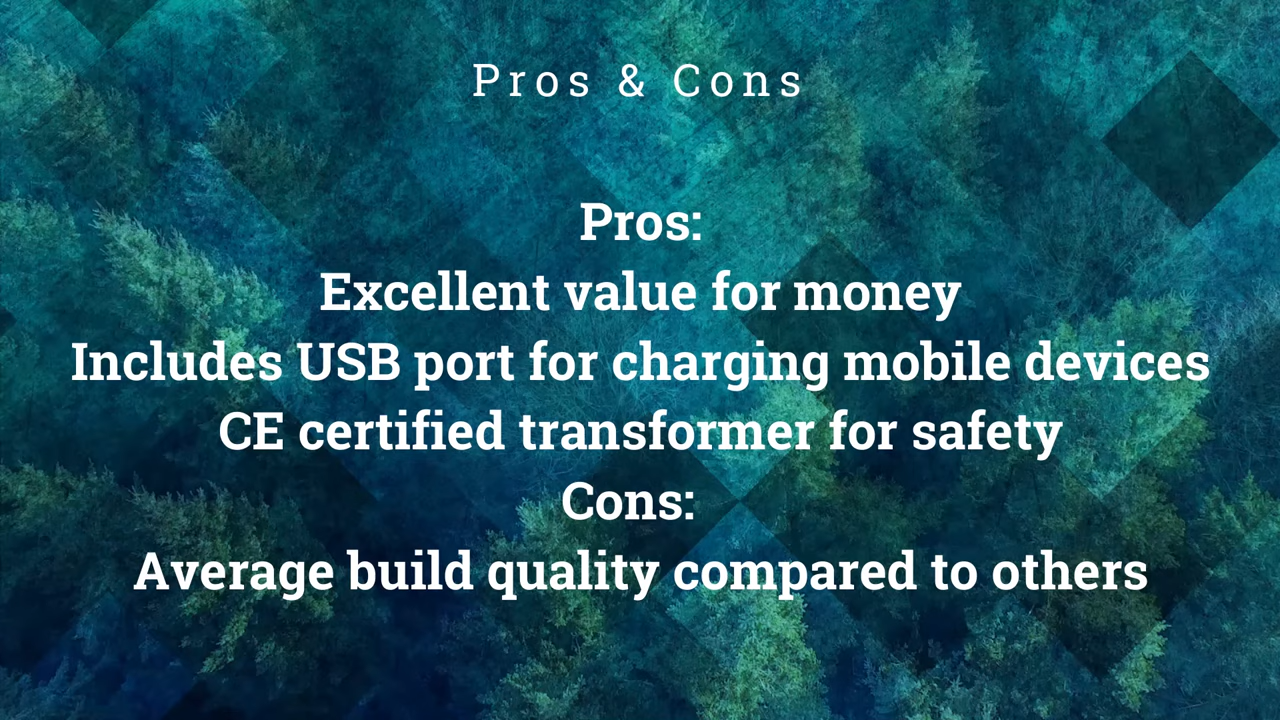 Pros & Cons
Pros:
Excellent value for money
Includes USB port for charging mobile devices
CE certified transformer for safety
Cons:
Average build quality compared to others